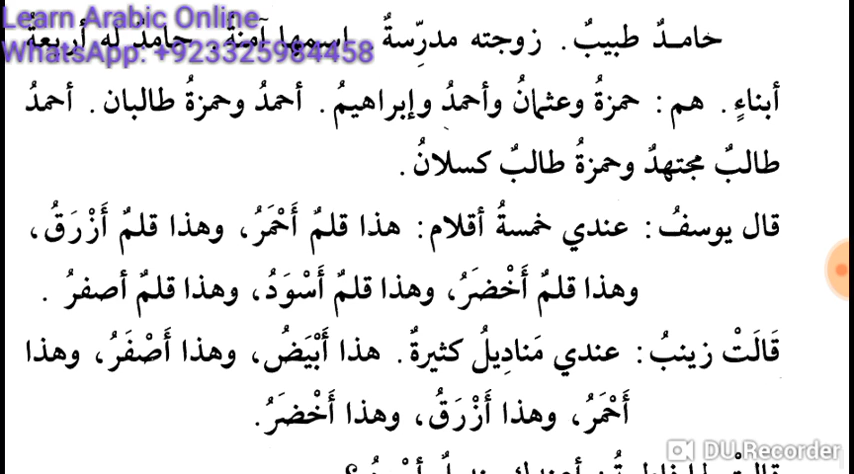 Learn Arabic Online
WhatsApp: +923325984458
حامـدٌ طبيبٌ. زوجته مدرّسةٌ اسمها آمنةُ. حامدٌ له أربعةُ
أبناءٍ. هم: حمزةُ وعثمانُ وأحمدُ وإبراهيمُ. أحمدُ وحمزةُ طالبان. أحمدُ
طالبٌ مجتهدٌ وحمزةُ طالبٌ كسلانُ.
قال يوسفُ: عندي خمسةُ أقلام: هذا قلمٌ أَحْمَرُ، وهذا قلمٌ أَزْرَقُ،
وهذا قلمٌ أَخْضَرُ، وهذا قلمٌ أَسْوَدُ، وهذا قلمٌ أصفرُ.
قَالَتْ زينبُ: عندي مَنادِيلُ كثيرةٌ. هذا أَبْيَضُ، وهذا أَصْفَرُ، وهذا
أَحْمَرُ، وهذا أَزْرَقُ، وهذا أَخْضَرُ.
DU Recorder